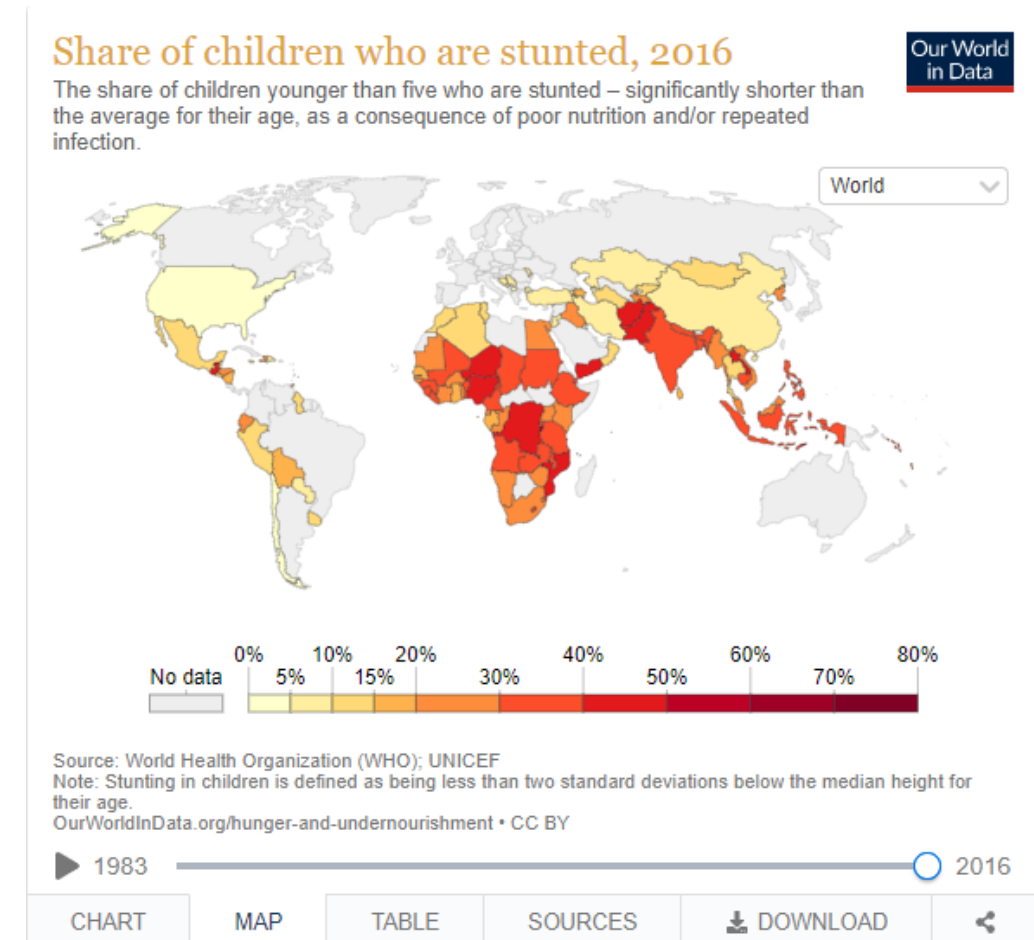 Share of children who are stunted, 2016
Our World
in Data
The share of children younger than five who are stunted – significantly shorter than
the average for their age, as a consequence of poor nutrition and/or repeated
infection.
World
No data
0% 10% 20% 40% 60% 80%
5% 15% 30% 50% 70%
Source: World Health Organization (WHO); UNICEF
Note: Stunting in children is defined as being less than two standard deviations below the median height for
their age.
OurWorldInData.org/hunger-and-undernourishment • CC BY
1983 2016
CHART MAP TABLE SOURCES DOWNLOAD